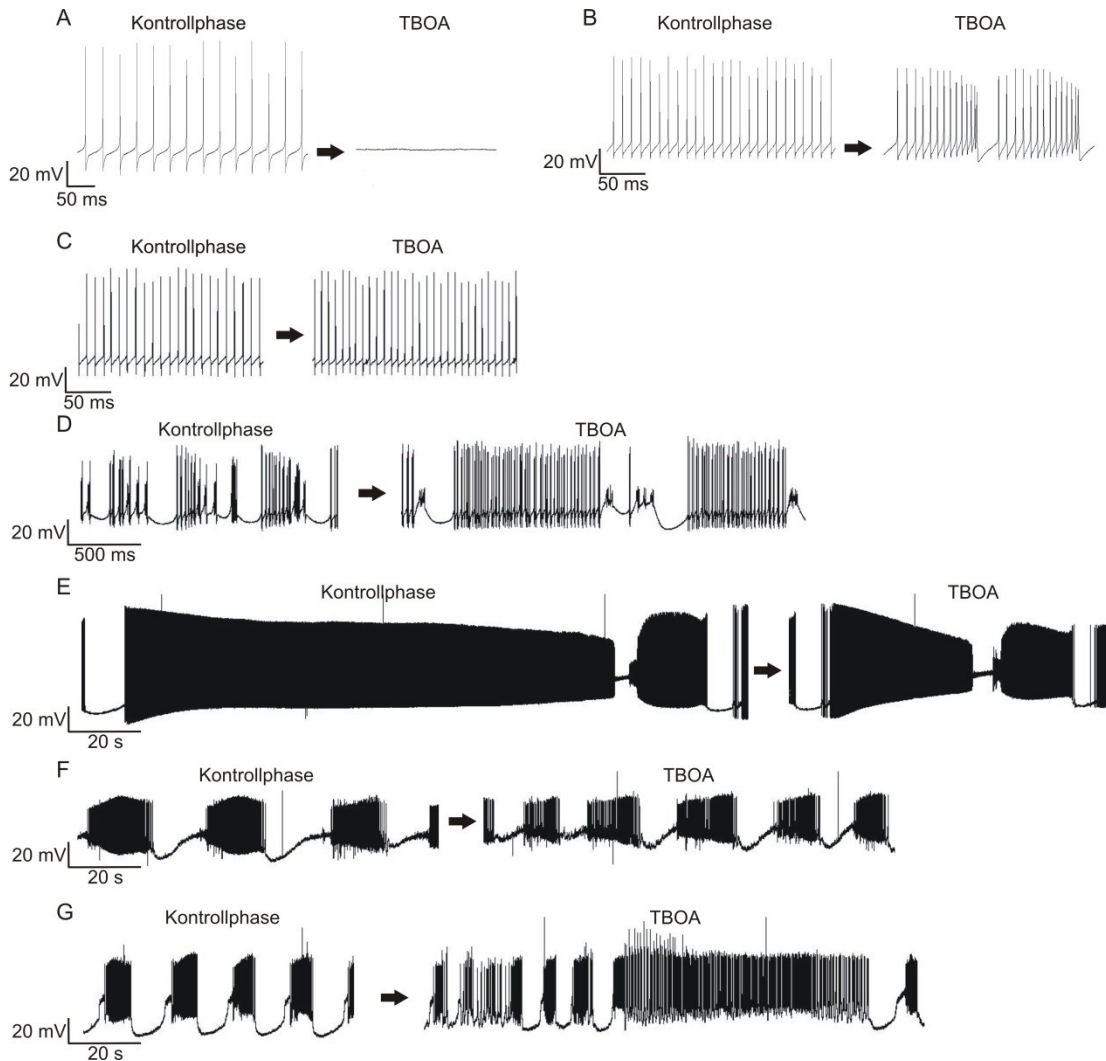 A
Kontrollphase TBOA
20 mV
50 ms
B
Kontrollphase TBOA
20 mV
50 ms
C
Kontrollphase TBOA
20 mV
50 ms
D
Kontrollphase TBOA
20 mV
500 ms
E
Kontrollphase TBOA
20 mV
20 s
F
Kontrollphase TBOA
20 mV
20 s
G
Kontrollphase TBOA
20 mV
20 s